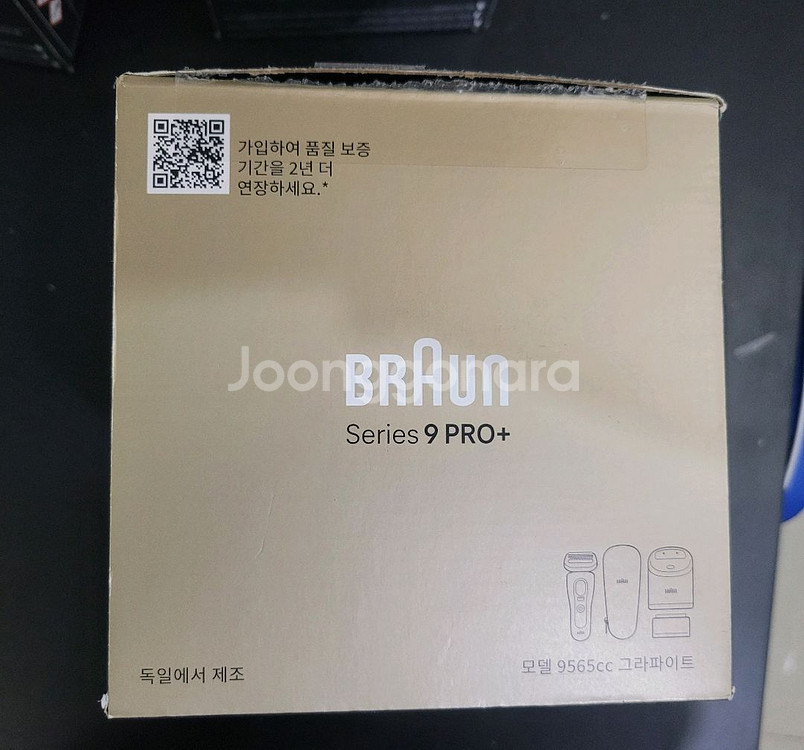 가입하여 품질 보증
기간을 2년 더
연장하세요.*
Joongonara
BRAUN
Series 9 PRO+
독일에서 제조
모델 9565cc 그라파이트